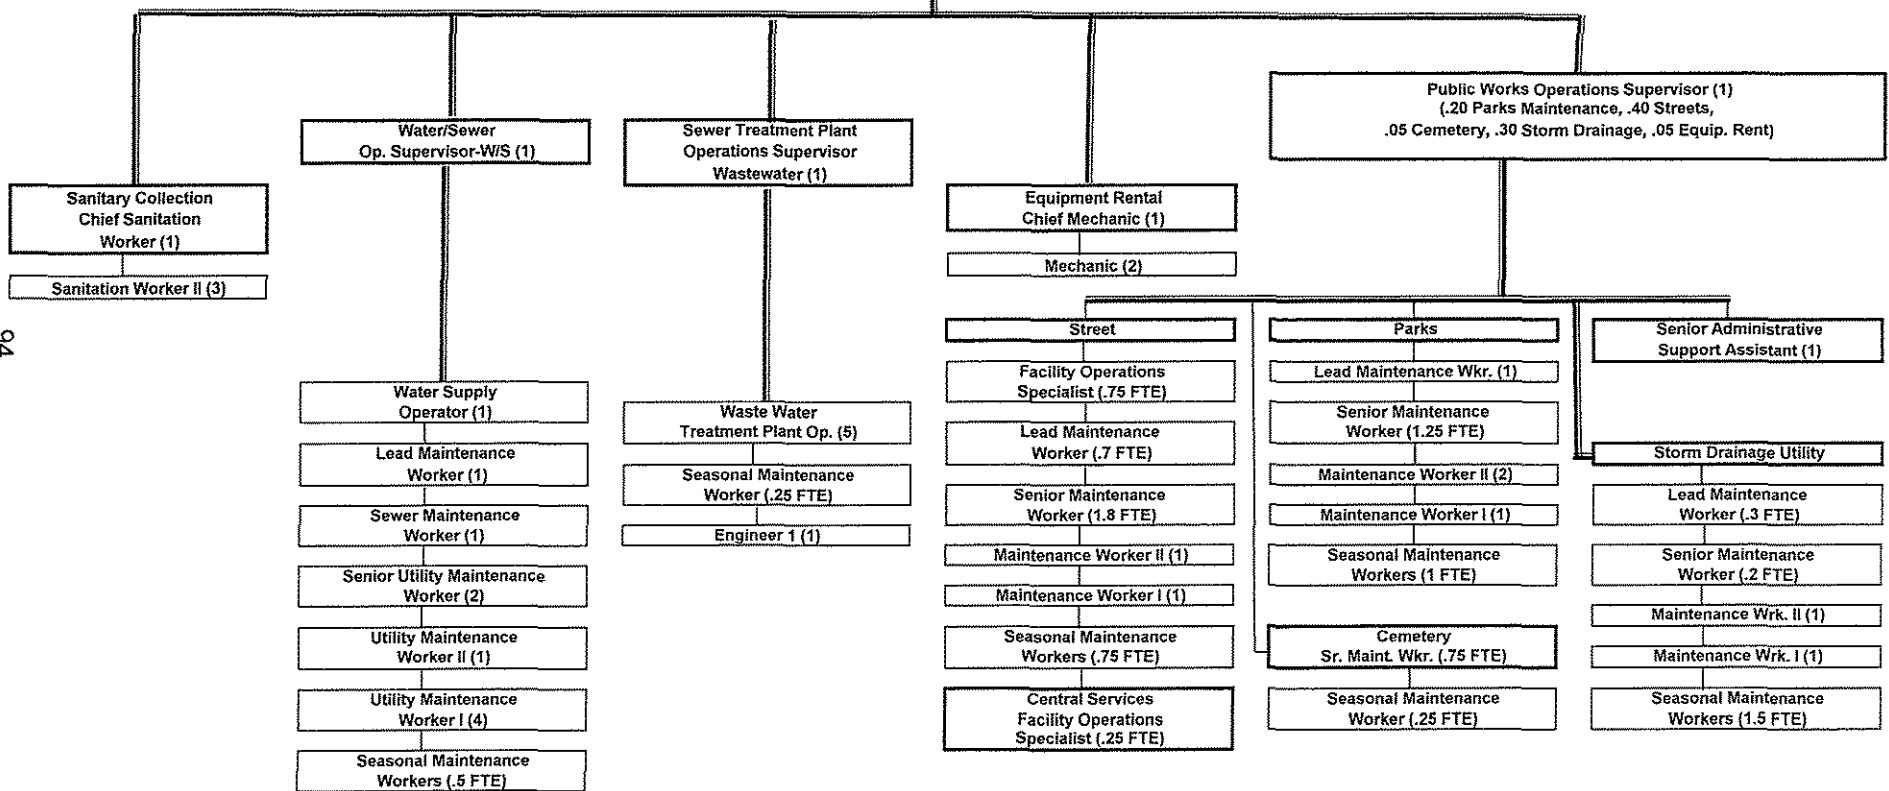 Public Works Operations Supervisor (1)
(.20 Parks Maintenance, .40 Streets,
.05 Cemetery, .30 Storm Drainage, .05 Equip. Rent)
Water/Sewer
Op. Supervisor-W/S (1)
Sewer Treatment Plant
Operations Supervisor
Wastewater (1)
Sanitary Collection
Chief Sanitation
Worker (1)
Sanitation Worker II (3)
Equipment Rental
Chief Mechanic (1)
Mechanic (2)
94
Water Supply
Operator (1)
Lead Maintenance
Worker (1)
Sewer Maintenance
Worker (1)
Senior Utility Maintenance
Worker (2)
Utility Maintenance
Worker II (1)
Utility Maintenance
Worker I (4)
Seasonal Maintenance
Workers (.5 FTE)
Waste Water
Treatment Plant Op. (5)
Seasonal Maintenance
Worker (.25 FTE)
Engineer 1 (1)
Street
Facility Operations
Specialist (.75 FTE)
Lead Maintenance
Worker (.7 FTE)
Senior Maintenance
Worker (1.8 FTE)
Maintenance Worker II (1)
Maintenance Worker I (1)
Seasonal Maintenance
Workers (.75 FTE)
Central Services
Facility Operations
Specialist (.25 FTE)
Parks
Lead Maintenance Wkr. (1)
Senior Maintenance
Worker (1.25 FTE)
Maintenance Worker II (2)
Maintenance Worker I (1)
Seasonal Maintenance
Workers (1 FTE)
Cemetery
Sr. Maint. Wkr. (.75 FTE)
Seasonal Maintenance
Worker (.25 FTE)
Senior Administrative
Support Assistant (1)
Storm Drainage Utility
Lead Maintenance
Worker (.3 FTE)
Senior Maintenance
Worker (.2 FTE)
Maintenance Wrk. II (1)
Maintenance Wrk. I (1)
Seasonal Maintenance
Workers (1.5 FTE)